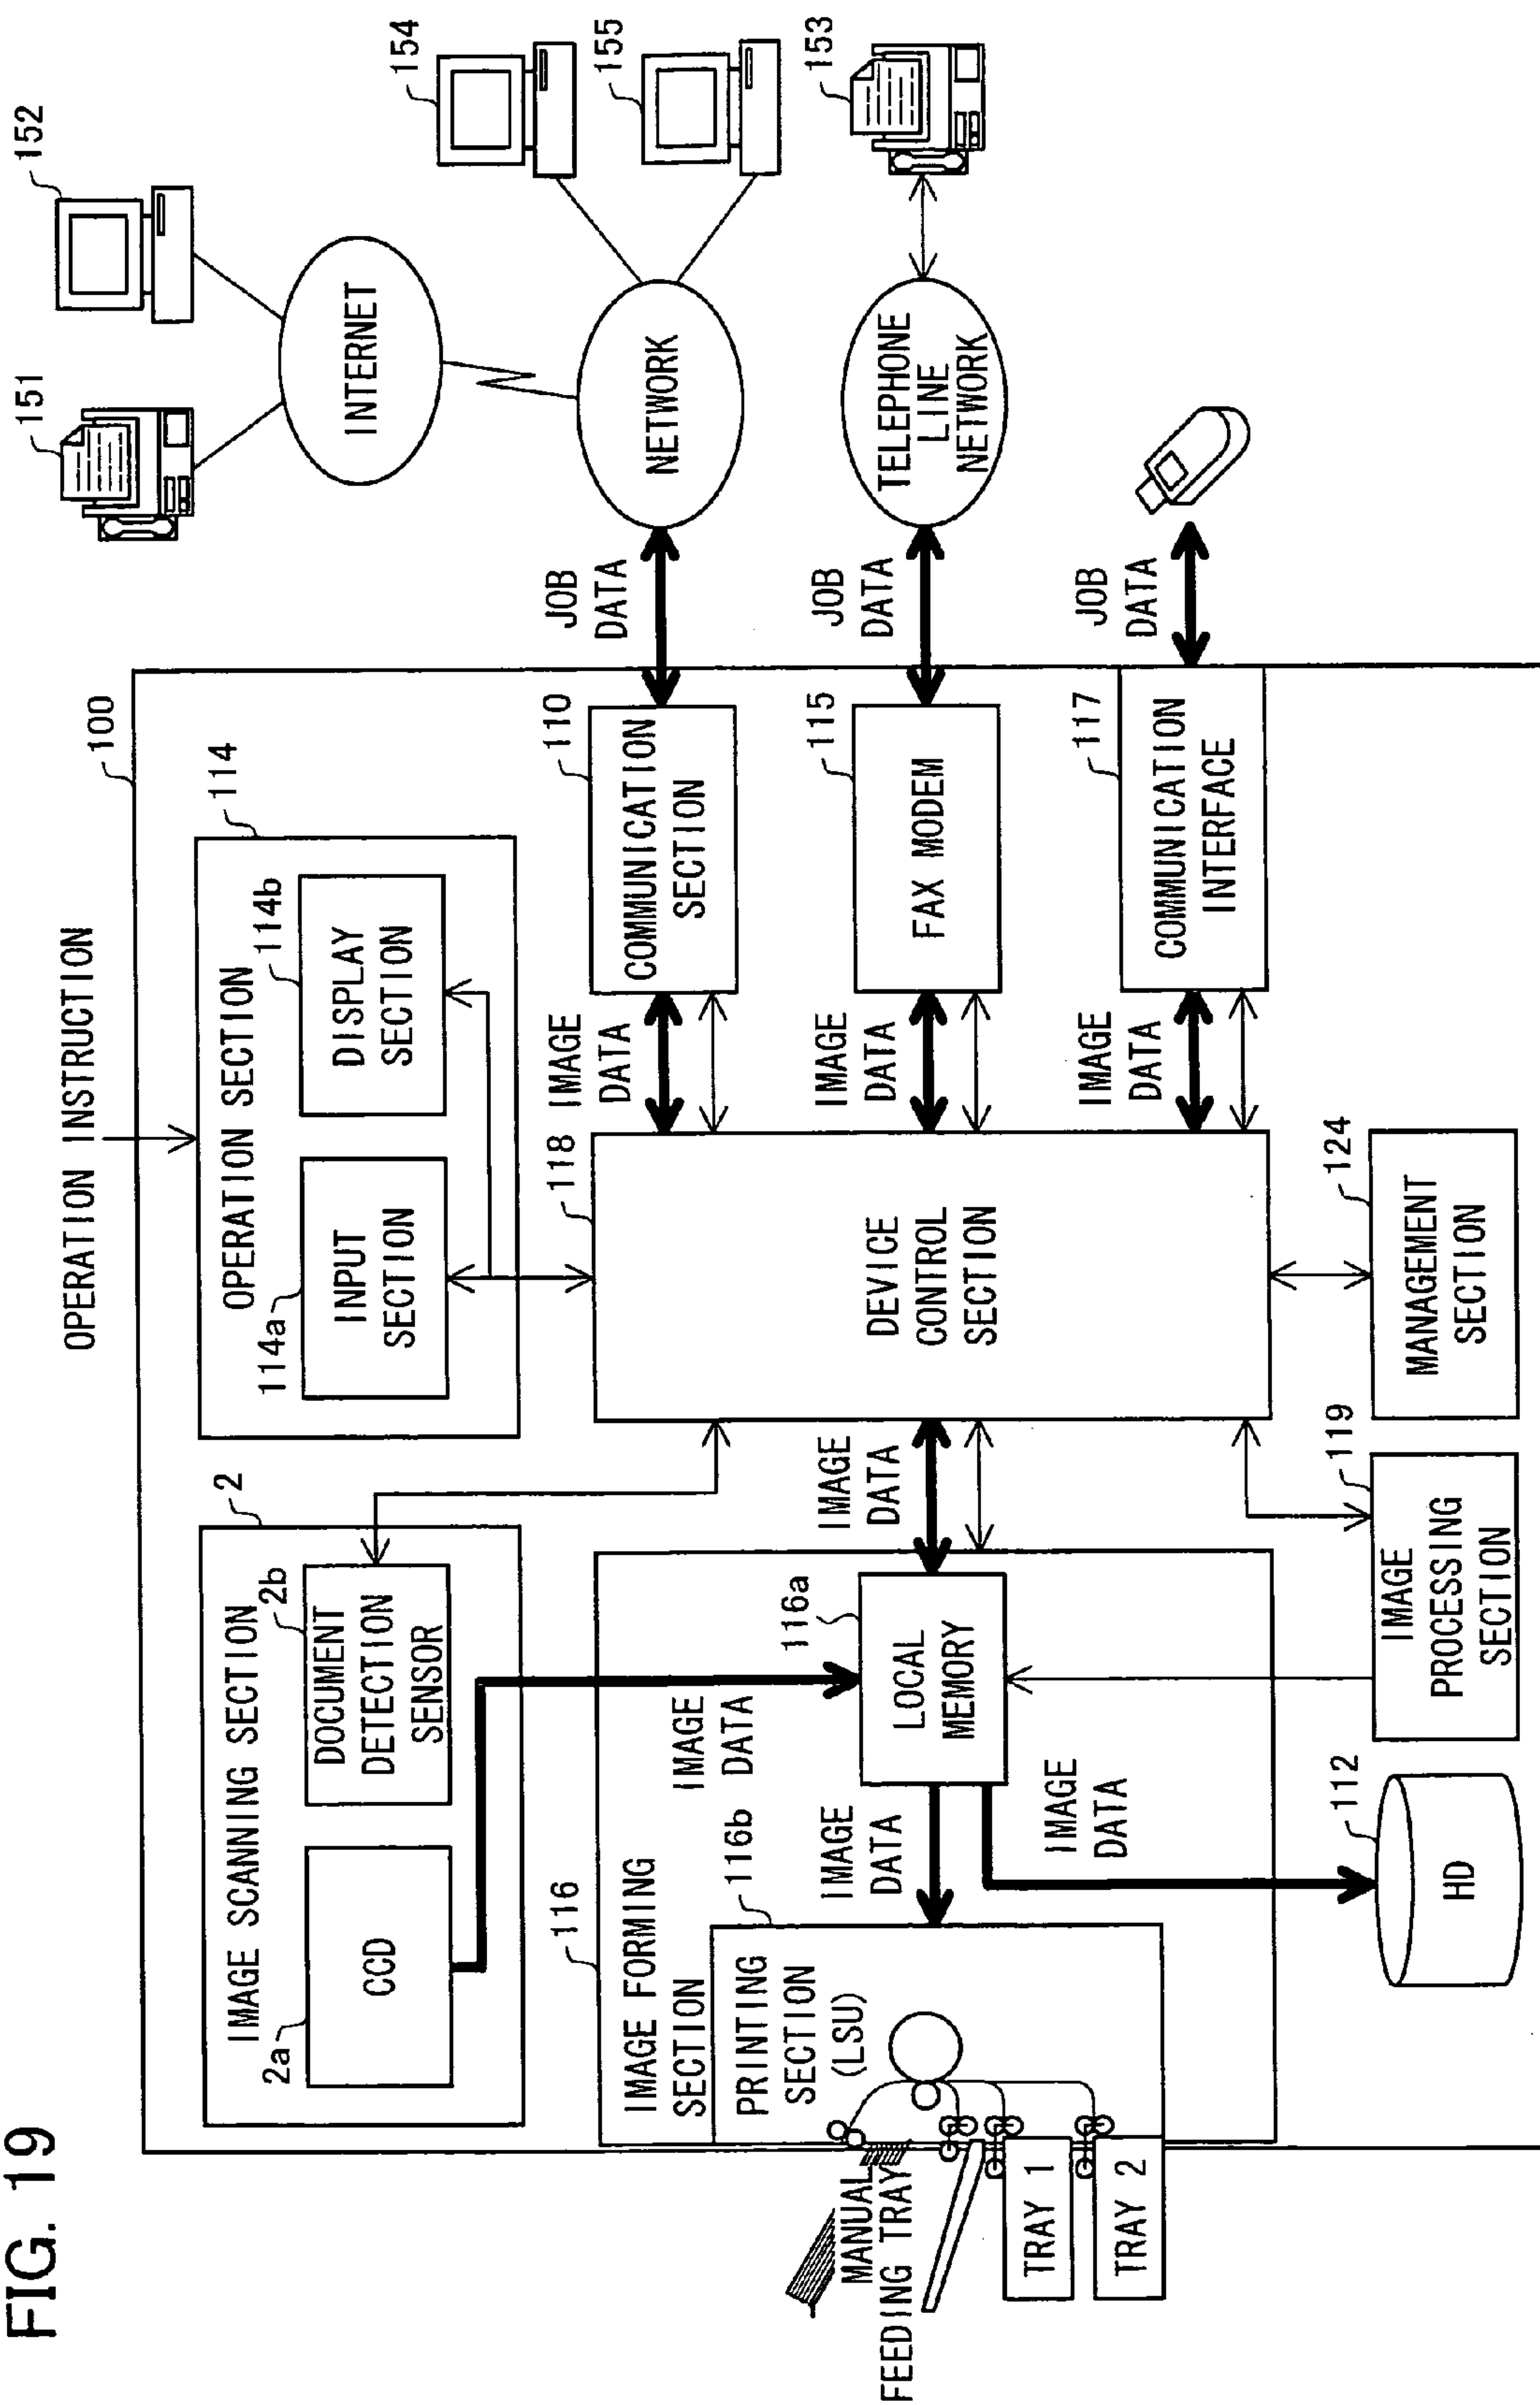 FIG. 19
OPERATION INSTRUCTION
100
IMAGE SCANNING SECTION
2
2a
CCD
DOCUMENT
DETECTION
SENSOR
2b
OPERATION SECTION
114
114a
INPUT
SECTION
114b
DISPLAY
SECTION
151
152
INTERNET
154
155
NETWORK
JOB
DATA
110
COMMUNICATION
SECTION
IMAGE
DATA
118
DEVICE
CONTROL
SECTION
153
TELEPHONE
LINE
NETWORK
JOB
DATA
115
FAX MODEM
IMAGE
DATA
JOB
DATA
117
COMMUNICATION
INTERFACE
IMAGE
DATA
IMAGE
DATA
116
IMAGE FORMING
SECTION
IMAGE
DATA
116a
LOCAL
MEMORY
IMAGE
DATA
IMAGE
DATA
116b
PRINTING
SECTION
(LSU)
MANUAL
FEEDING TRAY
TRAY 1
TRAY 2
112
HD
119
IMAGE
PROCESSING
SECTION
124
MANAGEMENT
SECTION